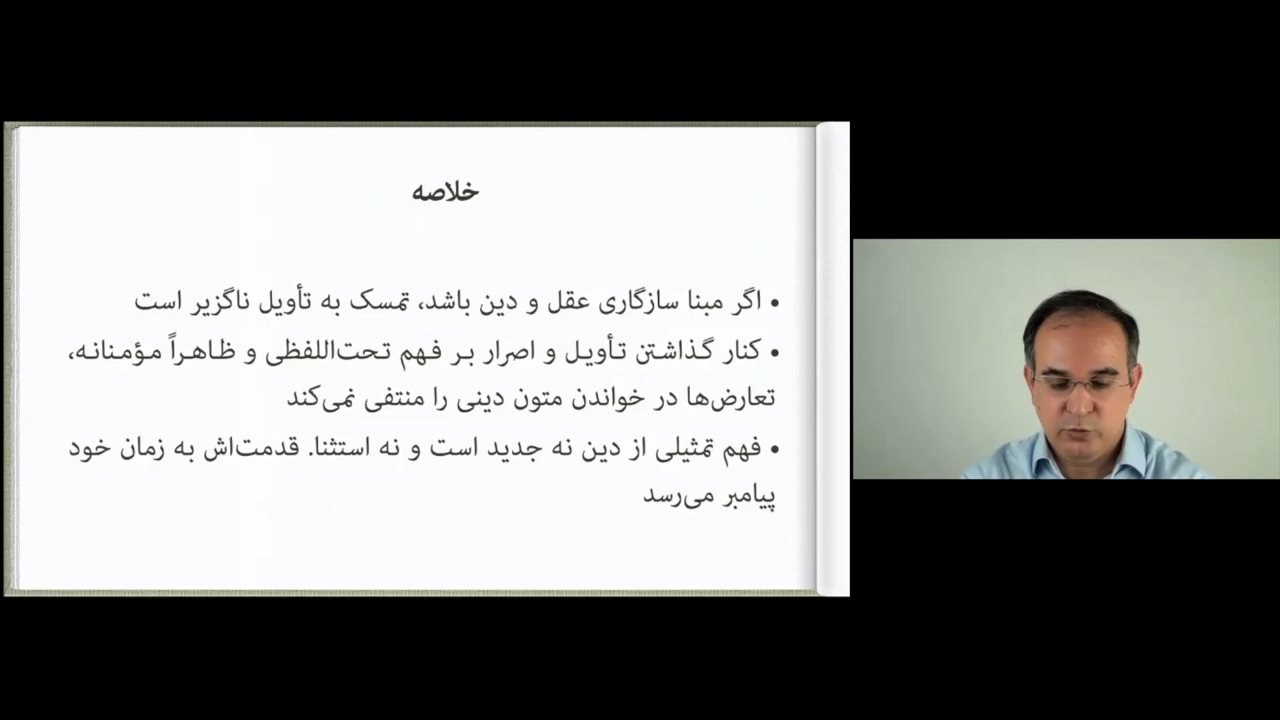 خلاصه
• اگر مبنا سازگاری عقل و دین باشد، تمسک به تأویل ناگزیر است
• کنار گذاشتن تأویل و اصرار بر فهم تحت‌اللفظی و ظاهراً مؤمنانه،
تعارض‌ها در خواندن متون دینی را منتفی نمی‌کند
• فهم تمثیلی از دین نه جدید است و نه استثنا. قدمت‌اش به زمان خود
پیامبر می‌رسد